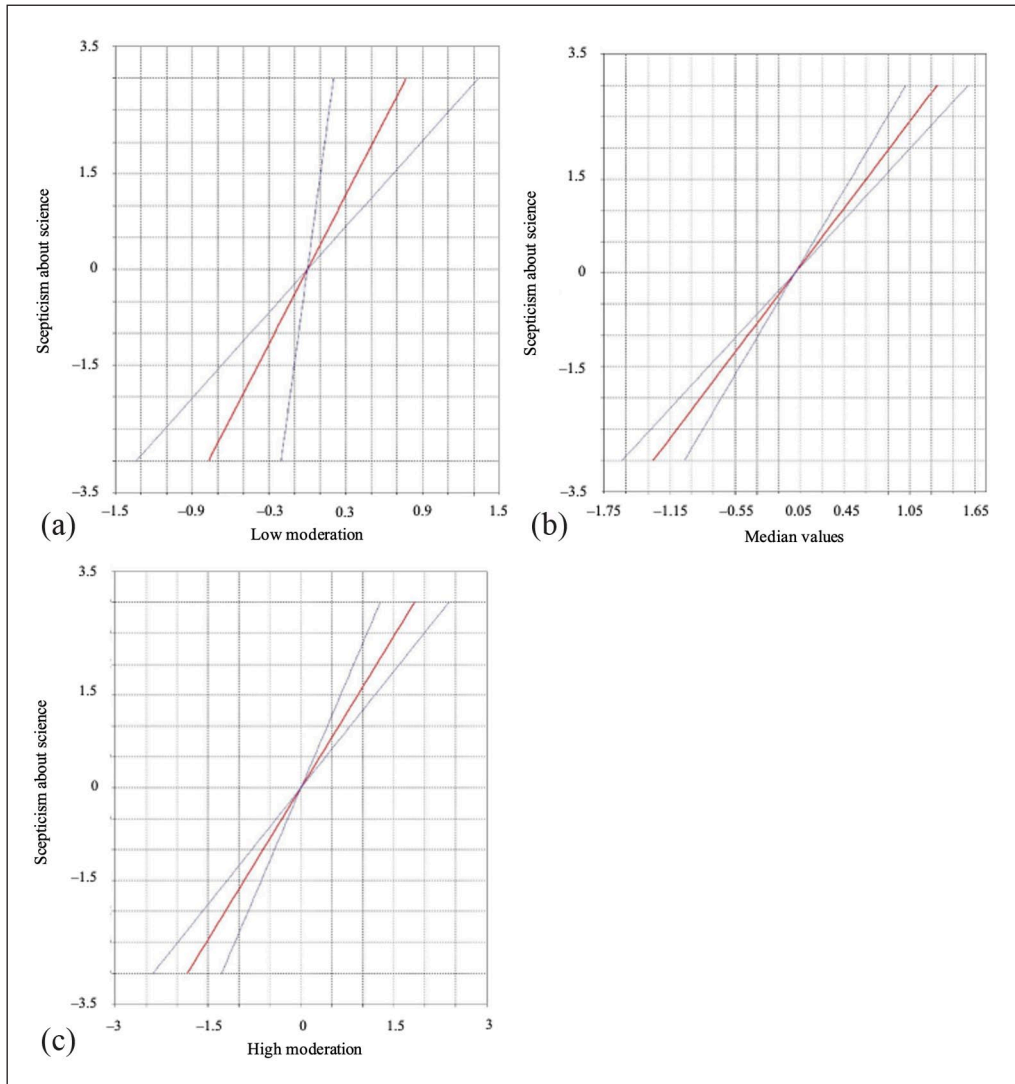 3.5
1.5
0
−1.5
−3.5
Scepticism about science
−1.5 −0.9 −0.3 0.3 0.9 1.5
Low moderation
(a)
3.5
1.5
0
−1.5
−3.5
Scepticism about science
−1.75 −1.15 −0.55 0.05 0.45 1.05 1.65
Median values
(b)
3.5
1.5
0
−1.5
−3.5
Scepticism about science
−3 −1.5 0 1.5 3
High moderation
(c)